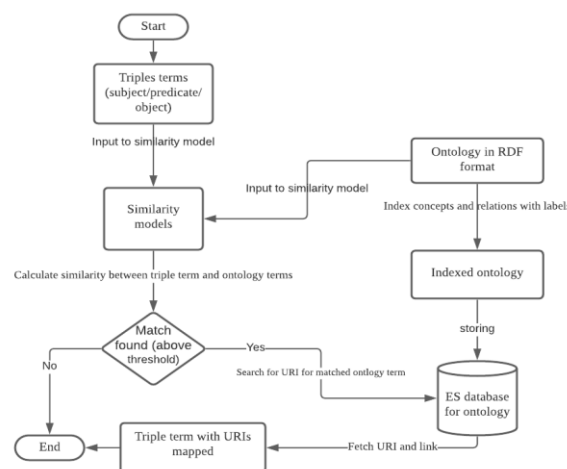 Start
Triples terms
(subject/predicate/
object)
Input to similarity model
Ontology in RDF
format
Input to similarity model
Similarity
models
Index concepts and relations with label
Calculate similarity between triple term and ontology terms
Indexed ontology
Match
found (above
threshold)
storing
Yes
No
Search for URI for matched ontlogy term
ES database
for ontology
End
Triple term with URIs
mapped
Fetch URI and link